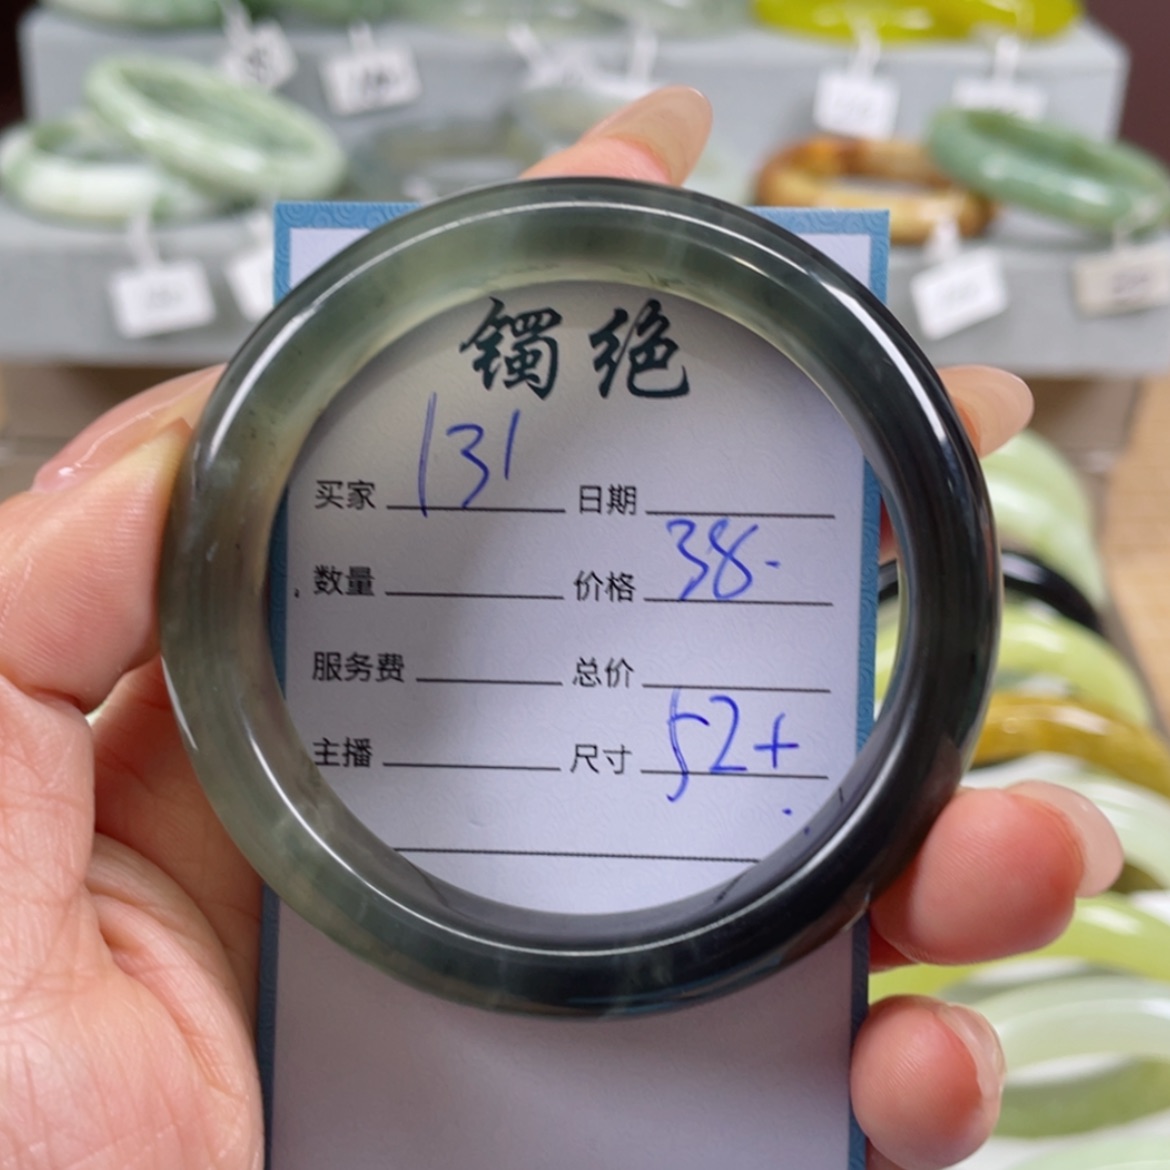 镯绝
买家 131 日期
数量 价格 38-
服务费 总价
主播 尺寸 52+